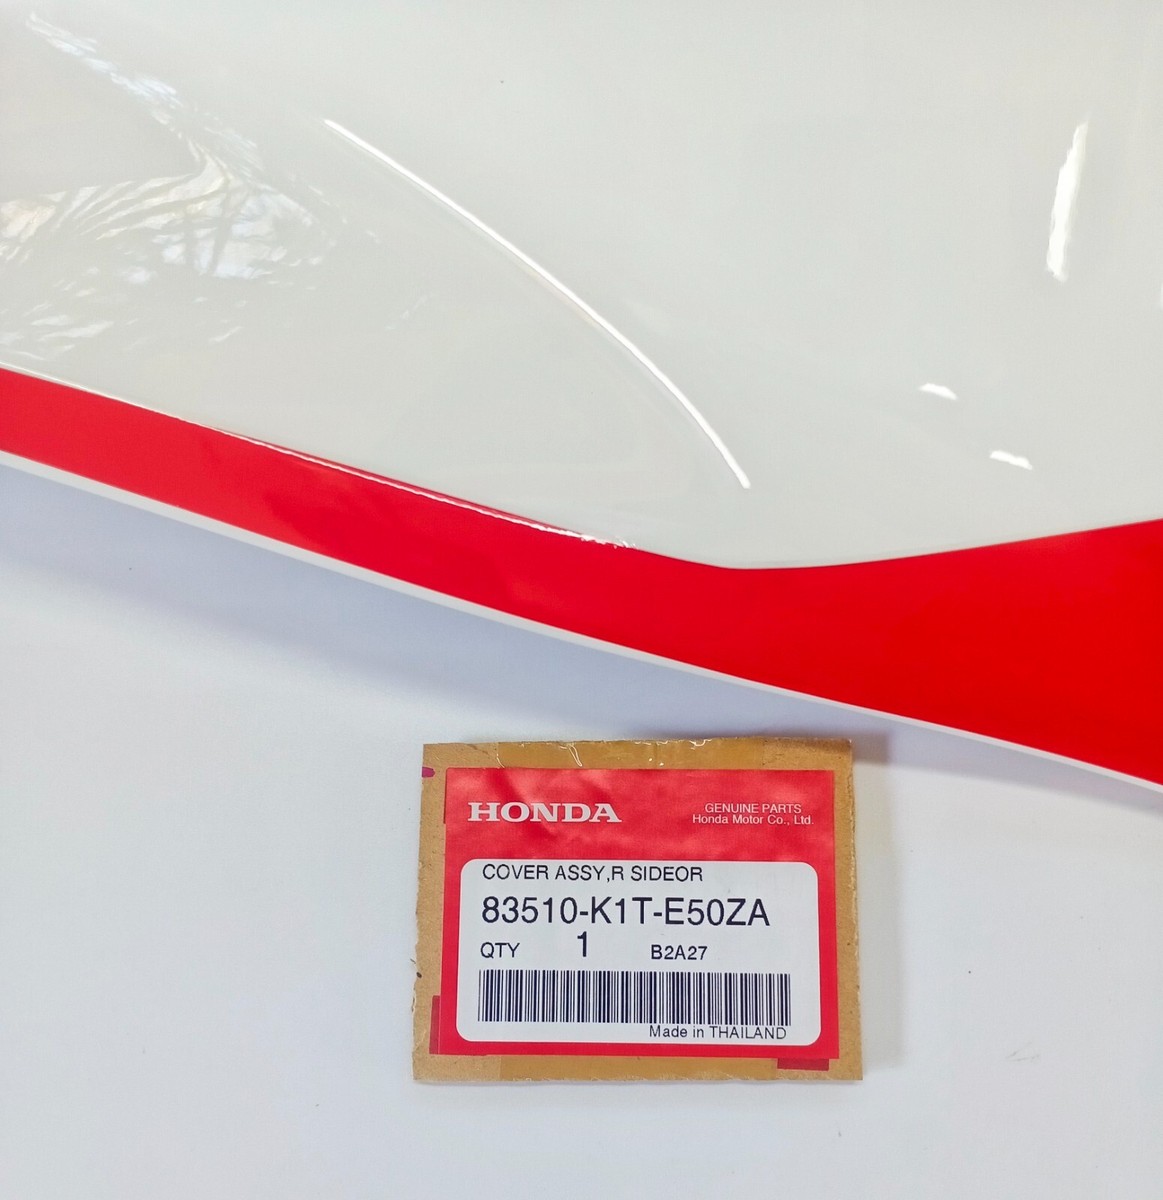 HONDA
GENUINE PARTS
Honda Motor Co., Ltd.
COVER ASSY,R SIDEOR
83510-K1T-E50ZA
QTY 1 B2A27
Made in THAILAND